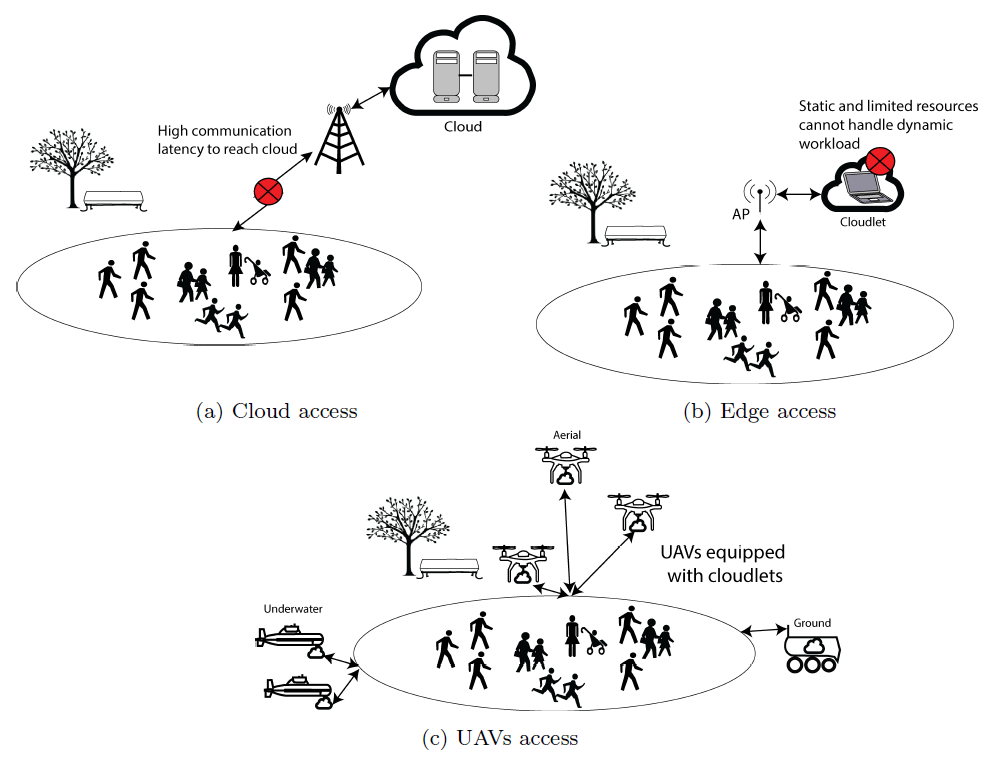 Cloud
High communication
latency to reach cloud
Static and limited resources
cannot handle dynamic
workload
AP
Cloudlet
(a) Cloud access
(b) Edge access
Aerial
UAVs equipped
with cloudlets
Underwater
Ground
(c) UAVs access